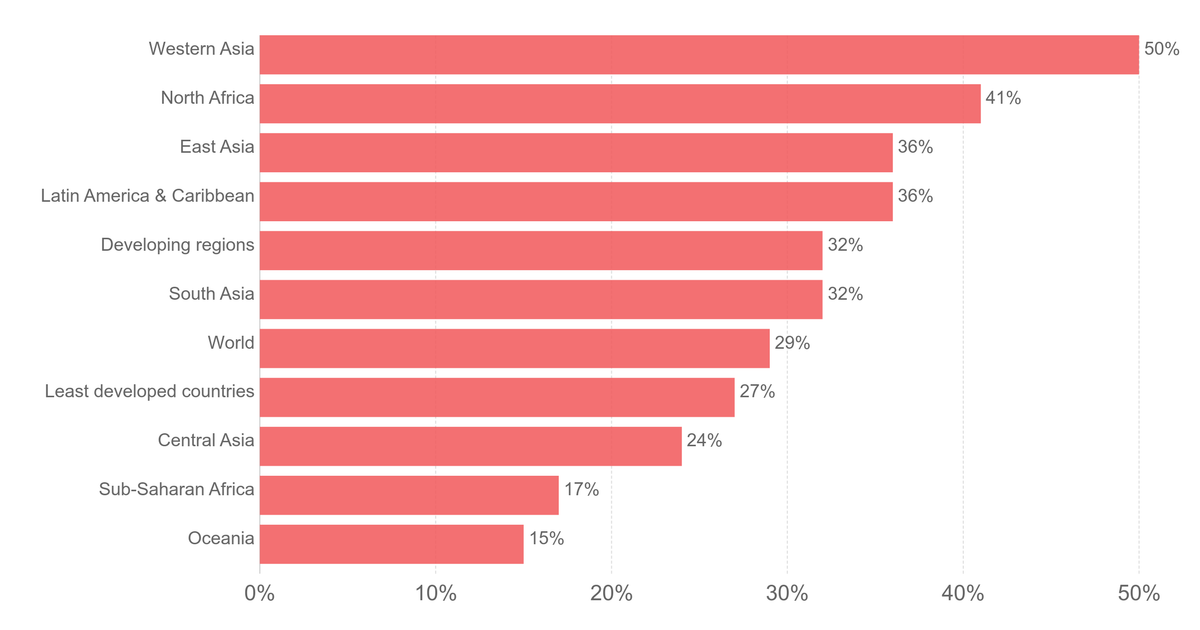 Western Asia 50%
North Africa 41%
East Asia 36%
Latin America & Caribbean 36%
Developing regions 32%
South Asia 32%
World 29%
Least developed countries 27%
Central Asia 24%
Sub-Saharan Africa 17%
Oceania 15%
0% 10% 20% 30% 40% 50%